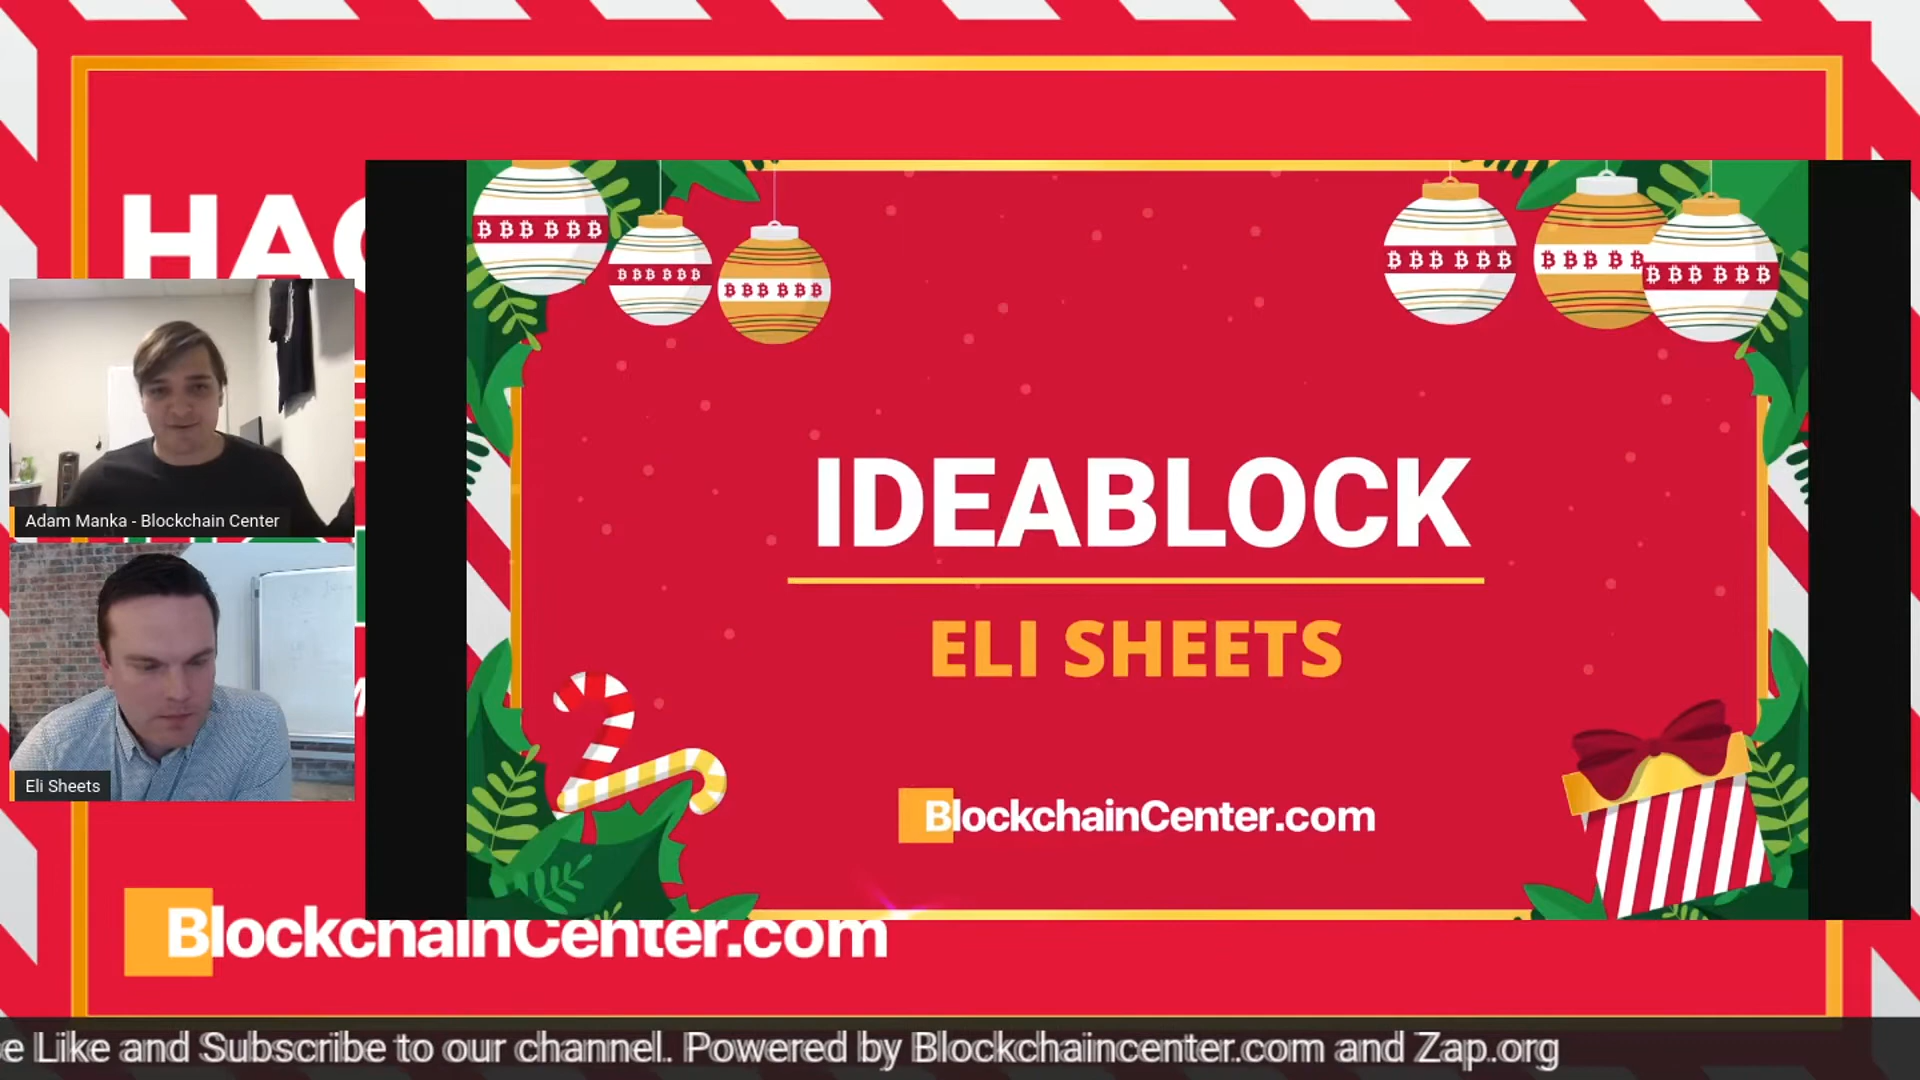 HAC
₿ ₿ ₿ ₿ ₿ ₿
₿ ₿ ₿ ₿ ₿ ₿
₿ ₿ ₿ ₿ ₿ ₿
₿ ₿ ₿ ₿ ₿ ₿
₿ ₿ ₿ ₿ ₿
₿ ₿ ₿ ₿ ₿ ₿
IDEABLOCK
ELI SHEETS
BlockchainCenter.com
Adam Manka - Blockchain Center
Eli Sheets
BlockchainCenter.com
e Like and Subscribe to our channel. Powered by Blockchaincenter.com and Zap.org